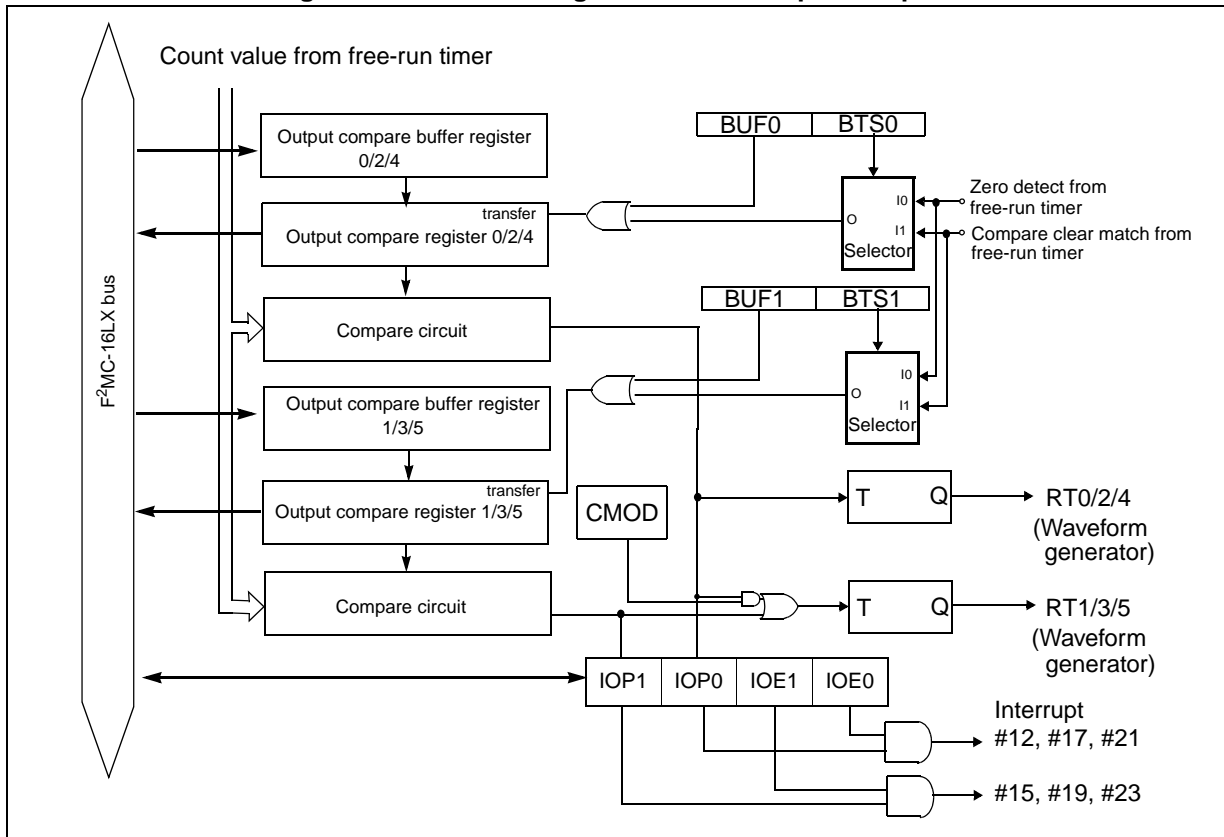 Count value from free-run timer
F²MC-16LX bus
Output compare buffer register
0/2/4
BUF0 BTS0
transfer
Output compare register 0/2/4
O
I0
I1
Selector
Zero detect from
free-run timer
Compare clear match from
free-run timer
Compare circuit
BUF1 BTS1
Output compare buffer register
1/3/5
O
I0
I1
Selector
transfer
Output compare register 1/3/5
CMOD
T Q
RT0/2/4
(Waveform
generator)
Compare circuit
T Q
RT1/3/5
(Waveform
generator)
IOP1 IOP0 IOE1 IOE0
Interrupt
#12, #17, #21
#15, #19, #23